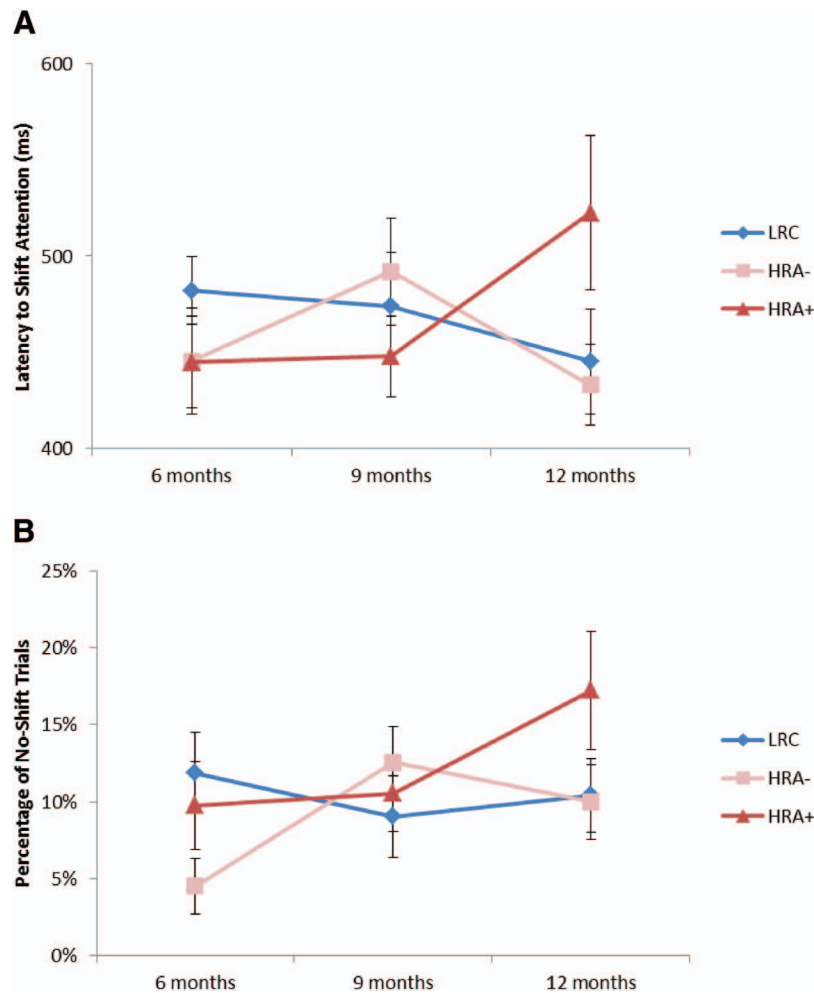 A
600
500
400
Latency to Shift Attention (ms)
6 months
9 months
12 months
LRC
HRA-
HRA+
B
25%
20%
15%
10%
5%
0%
Percentage of No-Shift Trials
6 months
9 months
12 months
LRC
HRA-
HRA+